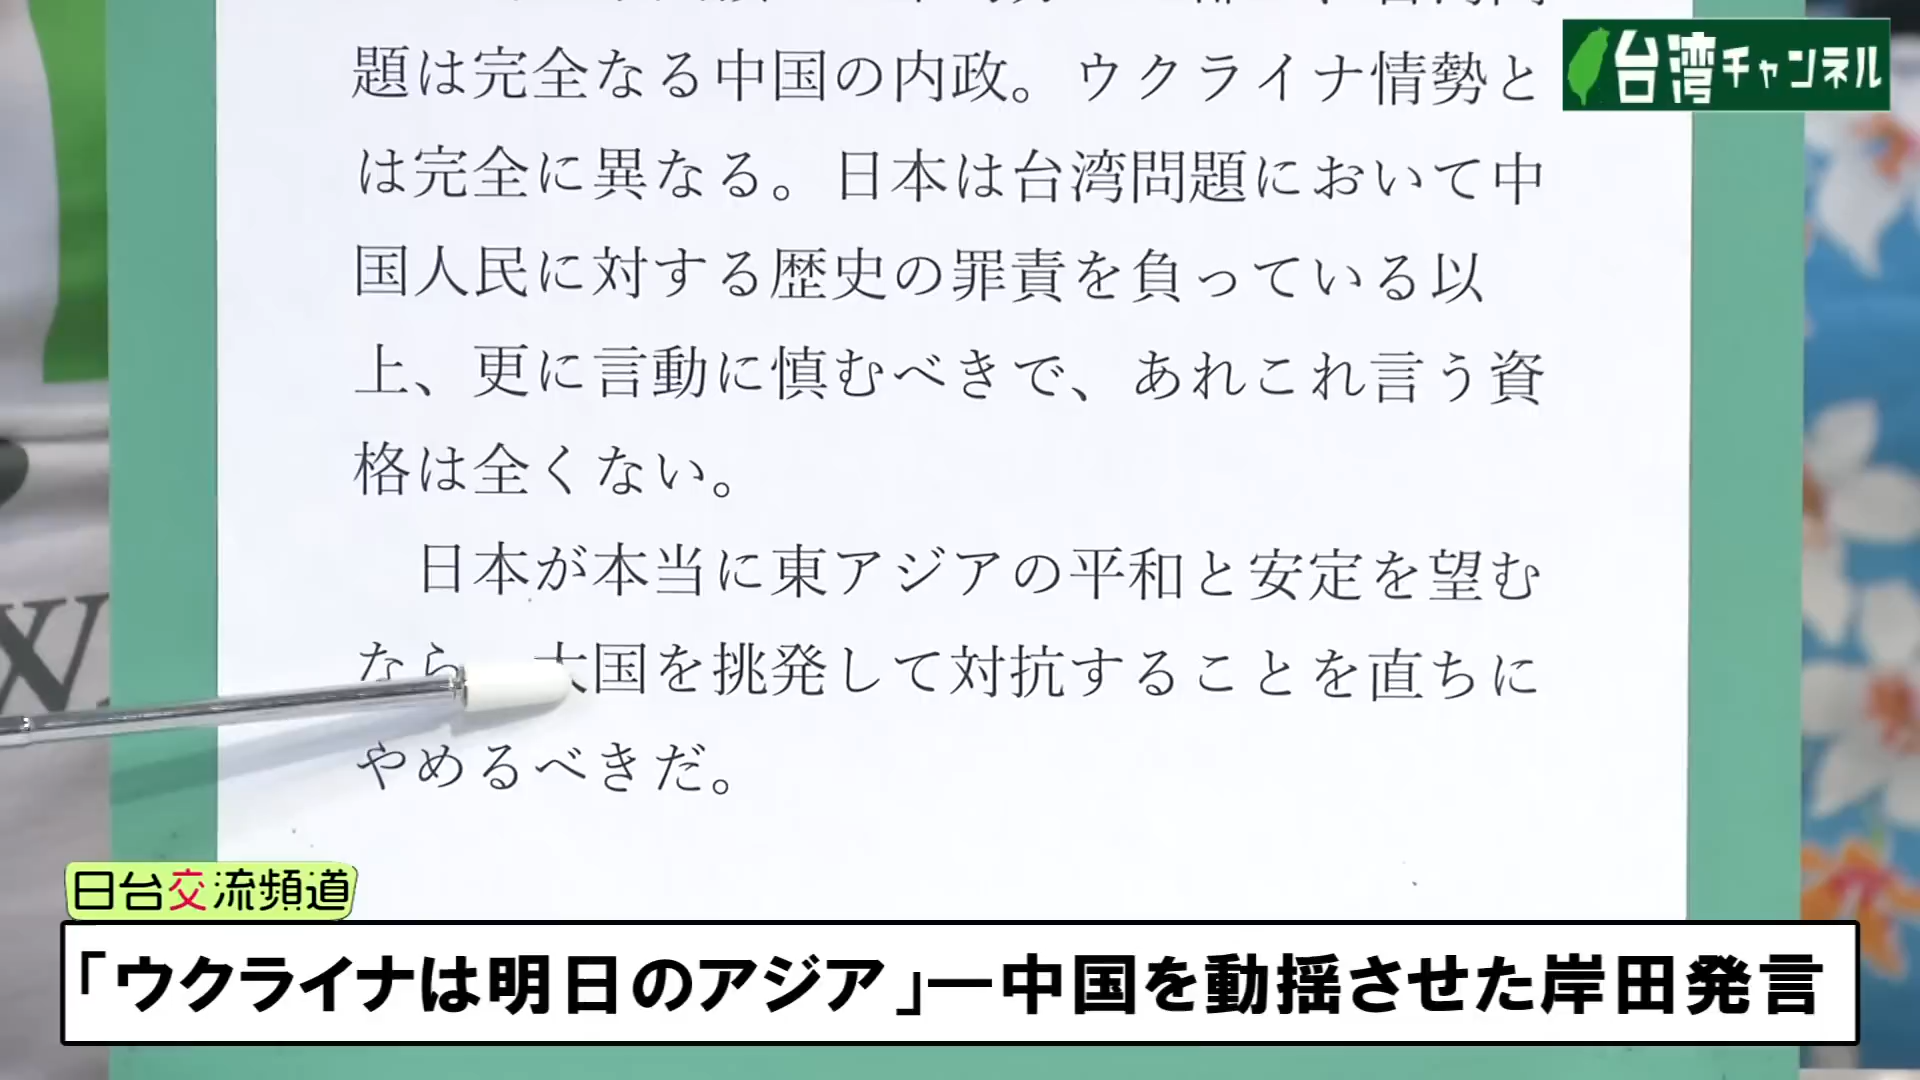 題は完全なる中国の内政。ウクライナ情勢と
は完全に異なる。日本は台湾問題において中
国人民に対する歴史の罪責を負っている以
上、更に言動に慎むべきで、あれこれ言う資
格は全くない。
日本が本当に東アジアの平和と安定を望む
なら 大国を挑発して対抗することを直ちに
やめるべきだ。
台湾チャンネル
日台交流頻道
「ウクライナは明日のアジア」―中国を動揺させた岸田発言